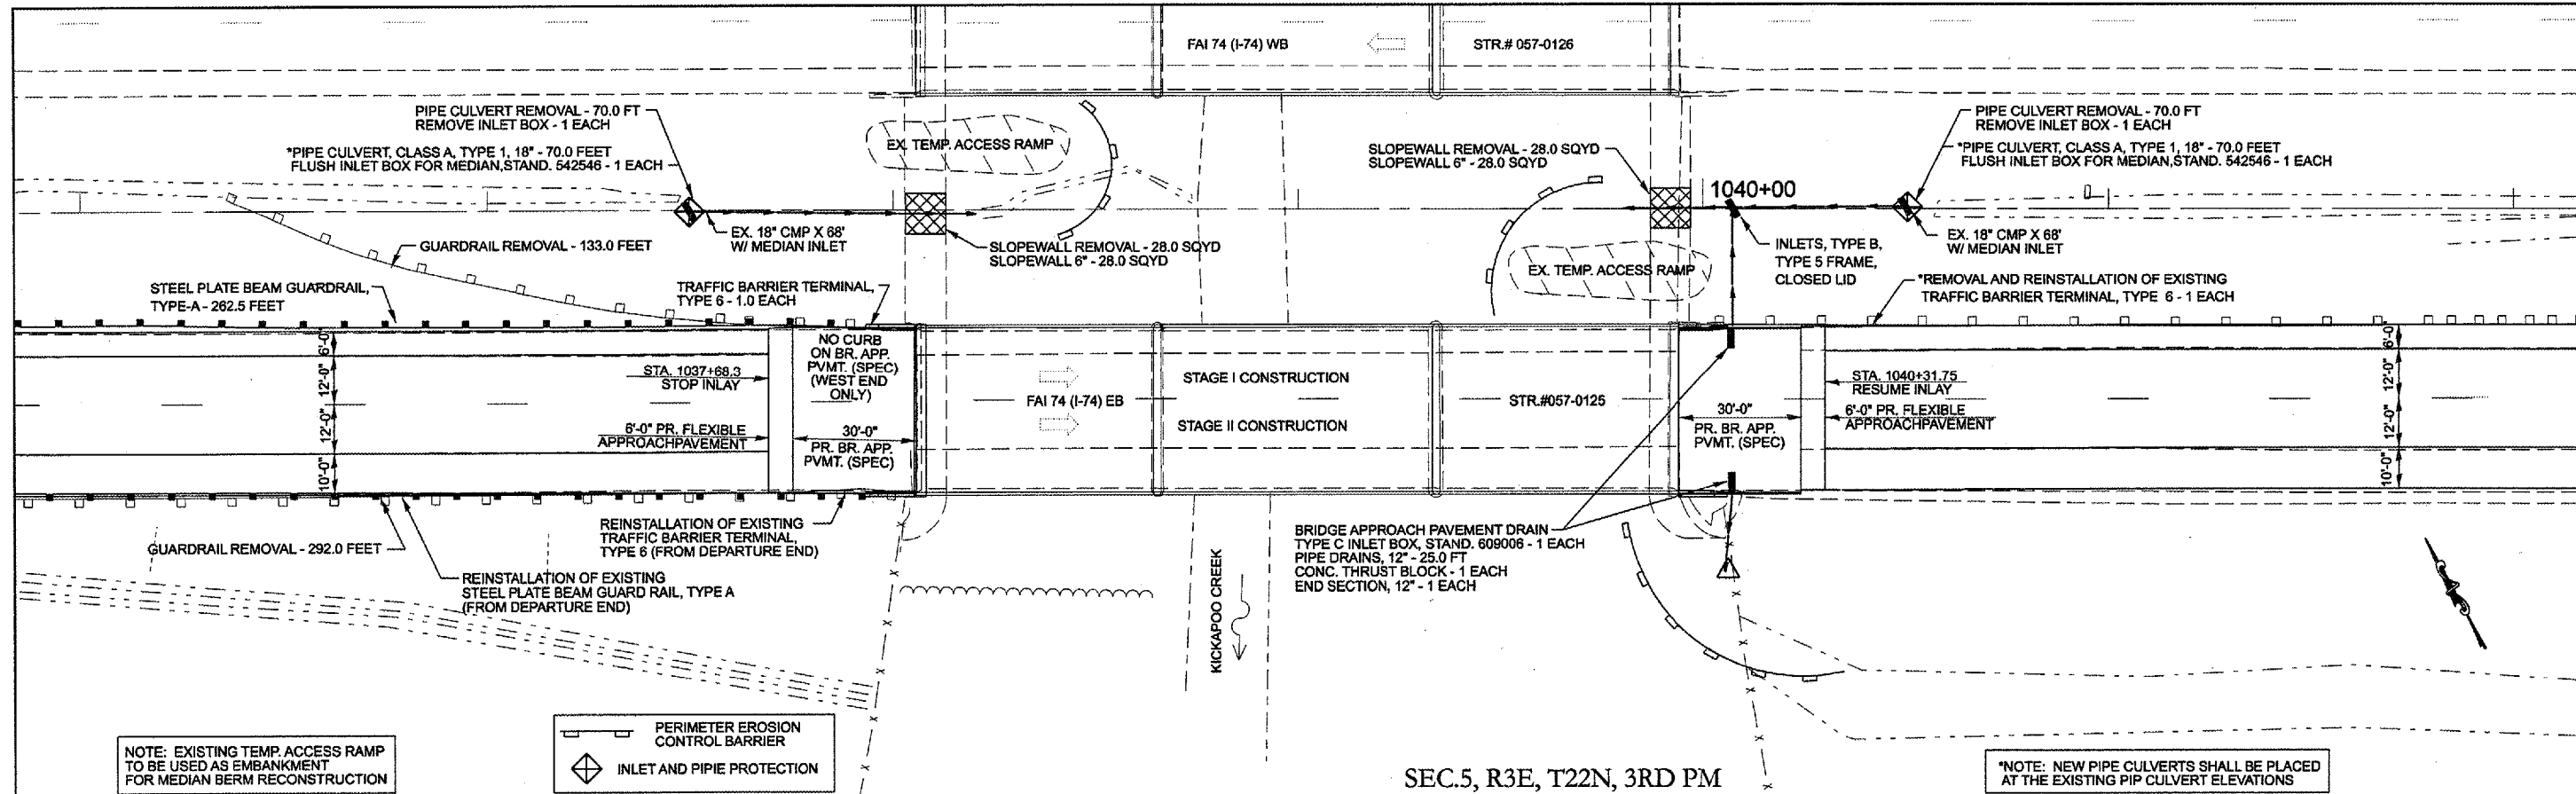 FAI 74 (I-74) WB
STR.# 057-0126
PIPE CULVERT REMOVAL - 70.0 FT
REMOVE INLET BOX - 1 EACH
*PIPE CULVERT, CLASS A, TYPE 1, 18" - 70.0 FEET
FLUSH INLET BOX FOR MEDIAN,STAND. 542546 - 1 EACH
EX. TEMP. ACCESS RAMP
SLOPEWALL REMOVAL - 28.0 SQYD
SLOPEWALL 6" - 28.0 SQYD
PIPE CULVERT REMOVAL - 70.0 FT
REMOVE INLET BOX - 1 EACH
*PIPE CULVERT, CLASS A, TYPE 1, 18" - 70.0 FEET
FLUSH INLET BOX FOR MEDIAN,STAND. 542546 - 1 EACH
1040+00
GUARDRAIL REMOVAL - 133.0 FEET
EX. 18" CMP X 68'
W/ MEDIAN INLET
SLOPEWALL REMOVAL - 28.0 SQYD
SLOPEWALL 6" - 28.0 SQYD
EX. TEMP. ACCESS RAMP
INLETS, TYPE B,
TYPE 5 FRAME,
CLOSED LID
EX. 18" CMP X 68'
W/ MEDIAN INLET
STEEL PLATE BEAM GUARDRAIL,
TYPE-A - 262.5 FEET
TRAFFIC BARRIER TERMINAL,
TYPE 6 - 1.0 EACH
*REMOVAL AND REINSTALLATION OF EXISTING
TRAFFIC BARRIER TERMINAL, TYPE 6 - 1 EACH
6'-0"
12'-0"
12'-0"
10'-0"
STA. 1037+68.3
STOP INLAY
6'-0" PR. FLEXIBLE
APPROACHPAVEMENT
NO CURB
ON BR. APP.
PVMT. (SPEC)
(WEST END
ONLY)
30'-0"
PR. BR. APP.
PVMT. (SPEC)
STAGE I CONSTRUCTION
FAI 74 (I-74) EB
STR.#057-0125
STAGE II CONSTRUCTION
30'-0"
PR. BR. APP.
PVMT. (SPEC)
STA. 1040+31.75
RESUME INLAY
6'-0" PR. FLEXIBLE
APPROACHPAVEMENT
6'-0"
12'-0"
12'-0"
10'-0"
GUARDRAIL REMOVAL - 292.0 FEET
REINSTALLATION OF EXISTING
TRAFFIC BARRIER TERMINAL,
TYPE 6 (FROM DEPARTURE END)
REINSTALLATION OF EXISTING
STEEL PLATE BEAM GUARD RAIL, TYPE A
(FROM DEPARTURE END)
KICKAPOO CREEK
BRIDGE APPROACH PAVEMENT DRAIN
TYPE C INLET BOX, STAND. 609006 - 1 EACH
PIPE DRAINS, 12" - 25.0 FT
CONC. THRUST BLOCK - 1 EACH
END SECTION, 12" - 1 EACH
NOTE: EXISTING TEMP. ACCESS RAMP
TO BE USED AS EMBANKMENT
FOR MEDIAN BERM RECONSTRUCTION
PERIMETER EROSION
CONTROL BARRIER
INLET AND PIPIE PROTECTION
SEC.5, R3E, T22N, 3RD PM
*NOTE: NEW PIPE CULVERTS SHALL BE PLACED
AT THE EXISTING PIP CULVERT ELEVATIONS